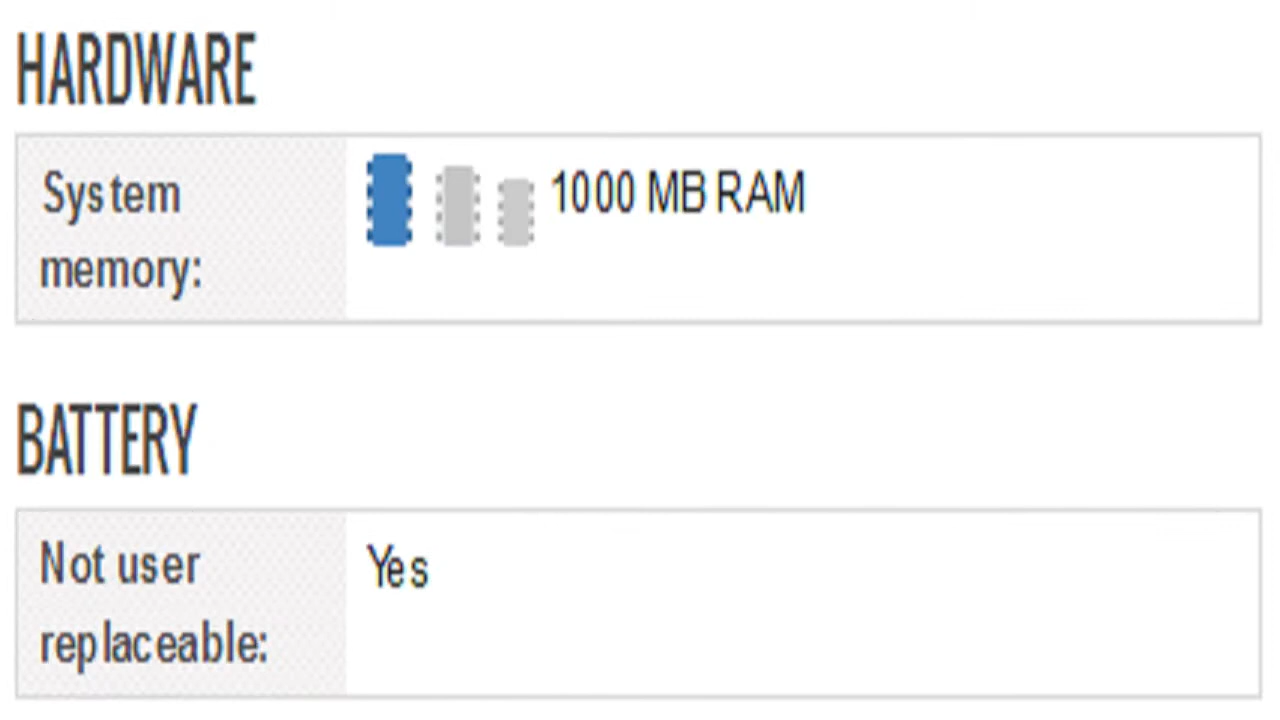 HARDWARE
System 1000 MB RAM
memory:
BATTERY
Not user Yes
replaceable: